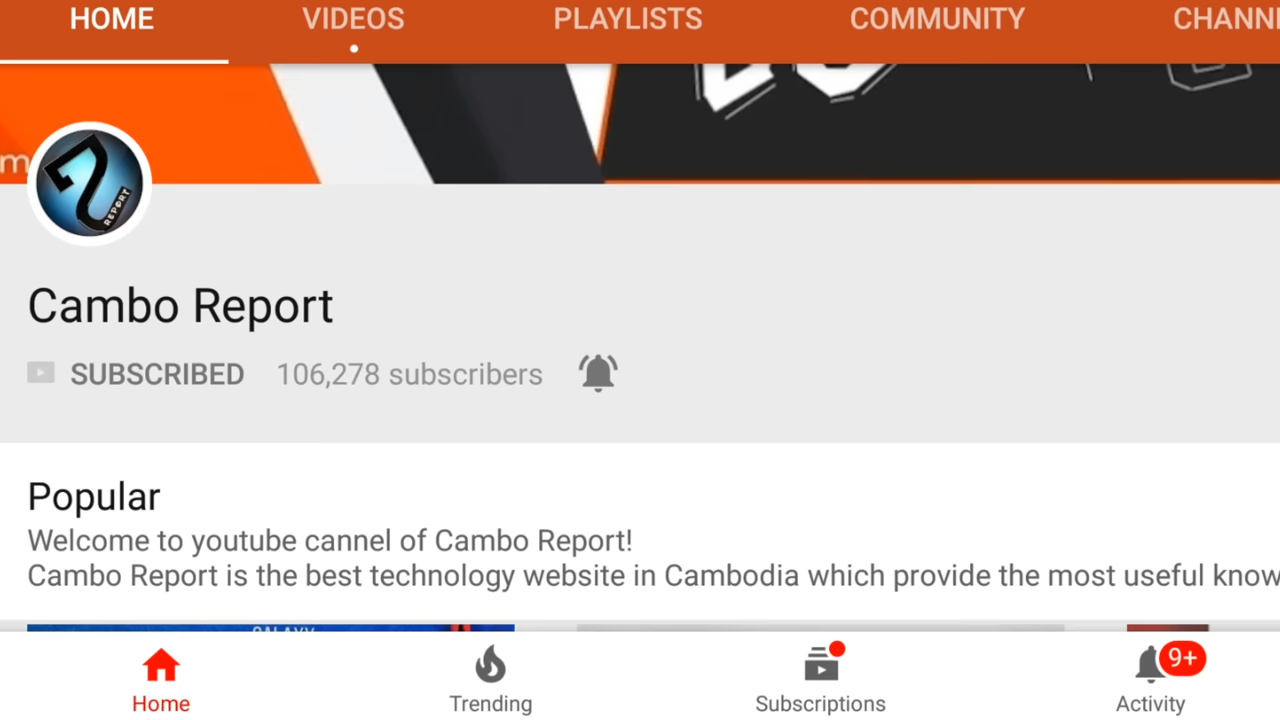 HOME VIDEOS PLAYLISTS COMMUNITY CHANN
m
REPORT
Cambo Report
SUBSCRIBED 106,278 subscribers
Popular
Welcome to youtube cannel of Cambo Report!
Cambo Report is the best technology website in Cambodia which provide the most useful know
GALAXY
9+
Home Trending Subscriptions Activity